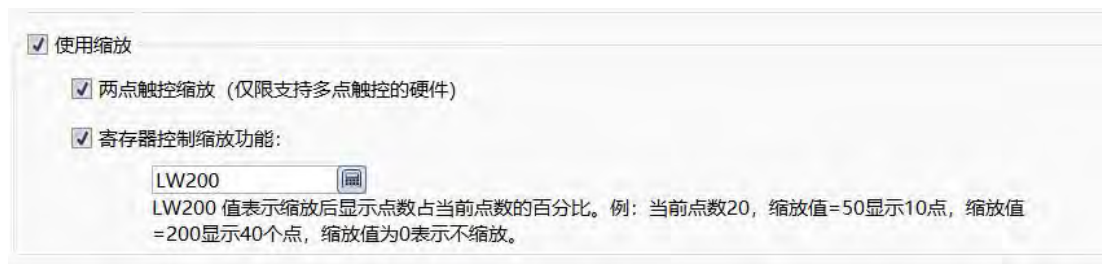 使用缩放
两点触控缩放（仅限支持多点触控的硬件）
寄存器控制缩放功能：
LW200
LW200 值表示缩放后显示点数占当前点数的百分比。例：当前点数20，缩放值=50显示10点，缩放值
=200显示40个点，缩放值为0表示不缩放。